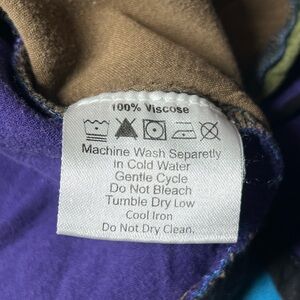 100% Viscose
Machine Wash Separetly
in Cold Water
Gentle Cycle
Do Not Bleach
Tumble Dry Low
Cool Iron
Do Not Dry Clean.